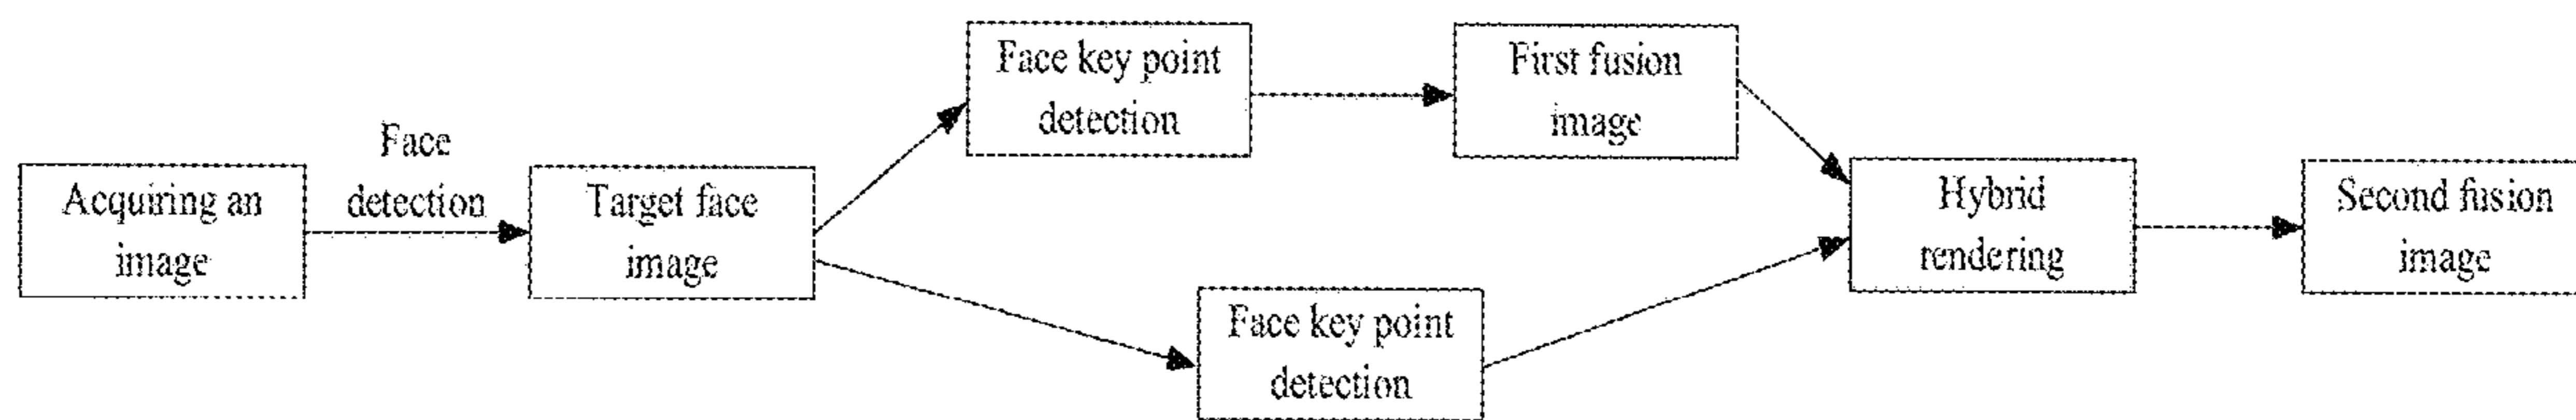 Acquiring an
image
Face
detection
Target face
image
Face key point
detection
First fusion
image
Face key point
detection
Hybrid
rendering
Second fusion
image